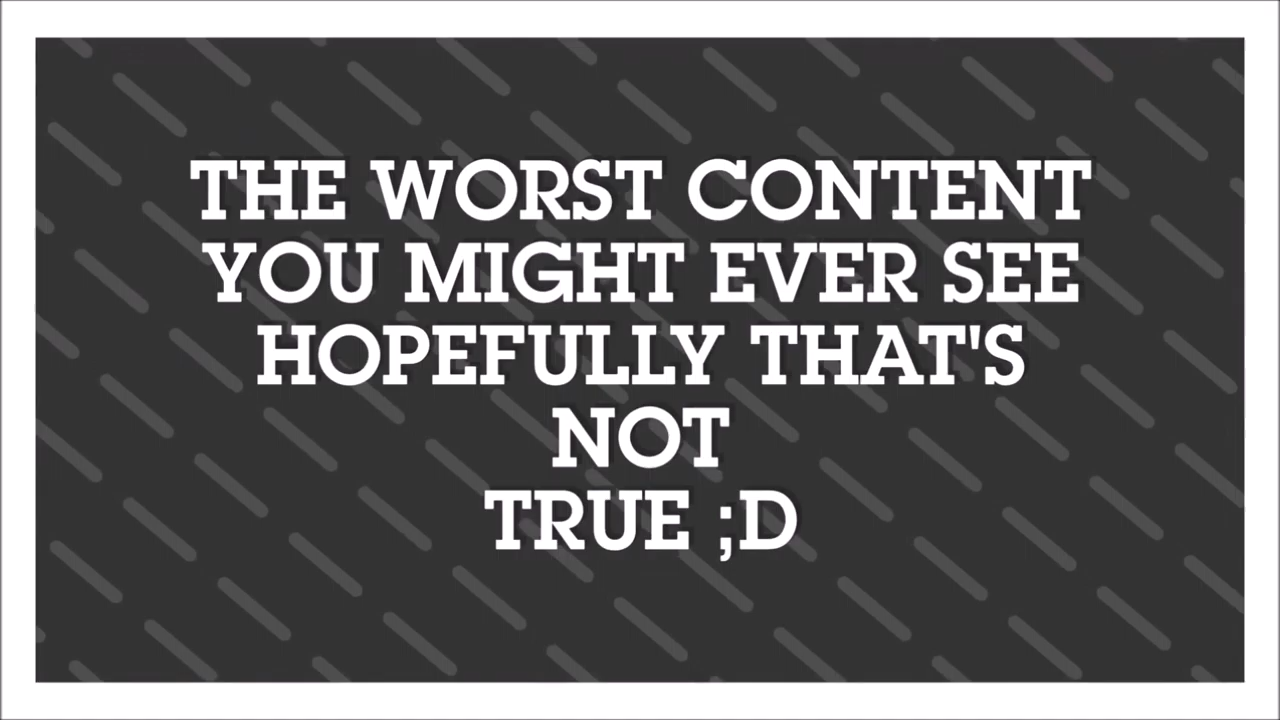 THE WORST CONTENT
YOU MIGHT EVER SEE
HOPEFULLY THAT'S
NOT
TRUE ;D